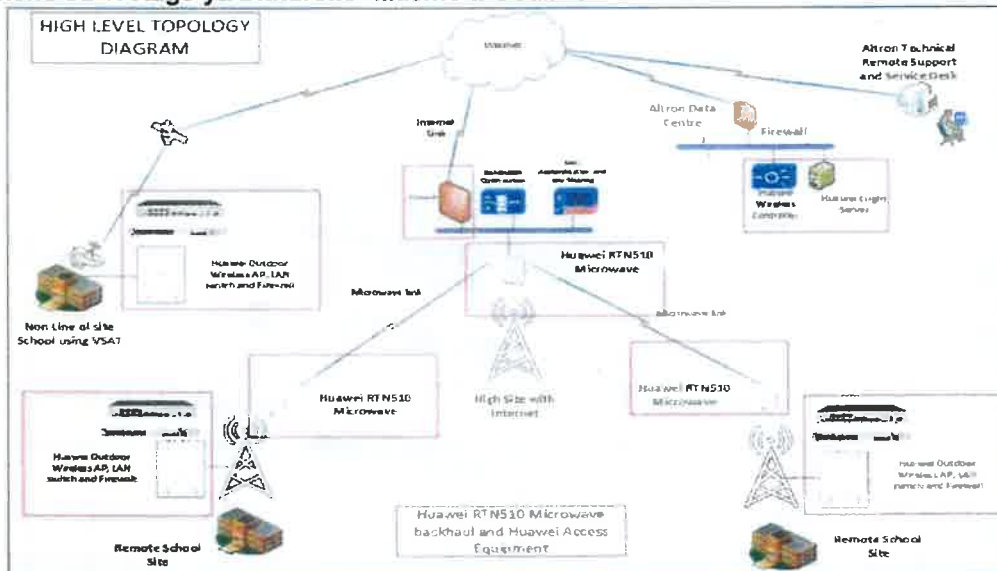 HIGH LEVEL TOPOLOGY
DIAGRAM
Internet
Altron Technical
Remote Support
and Service Desk
Internet
link
Altron Data
Centre
Firewall
Huawei
Wireless
Controller
Huawei Esight
Server
Huawei RTN510
Microwave
Huawei Outdoor
Wireless AP, LAN
switch and Firewall
Microwave link
Microwave link
Non Line of site
School using VSAT
Huawei RTN510
Microwave
High Site with
Internet
Huawei RTN510
Microwave
Huawei Outdoor
Wireless AP, LAN
switch and Firewall
Huawei Outdoor
Wireless AP, LAN
switch and Firewall
Huawei RTN510 Microwave
backhaul and Huawei Access
Equipment
Remote School
Site
Remote School
Site